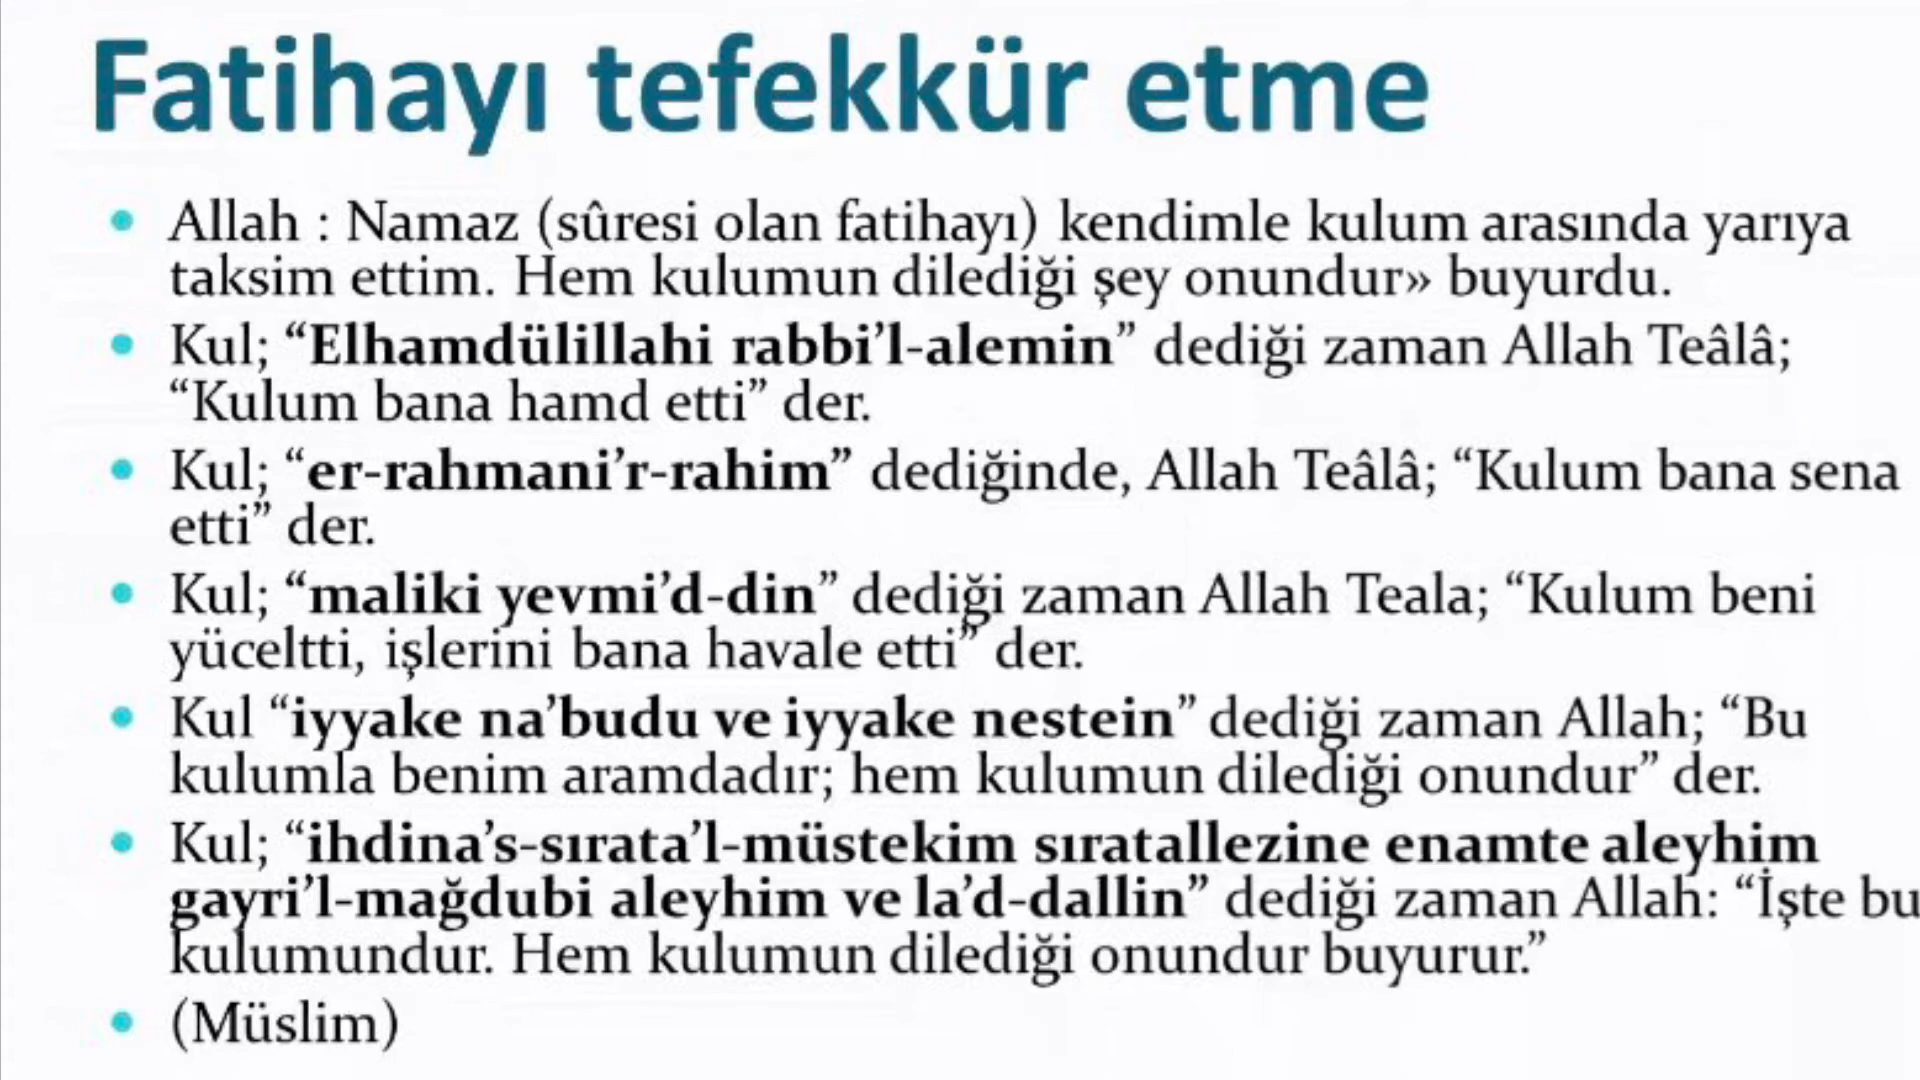 Fatihayı tefekkür etme
• Allah : Namaz (sûresi olan fatihayı) kendimle kulum arasında yarıya
taksim ettim. Hem kulumun dilediği şey onundur» buyurdu.
• Kul; “Elhamdülillahi rabbi’l-alemin” dediği zaman Allah Teâlâ;
“Kulum bana hamd etti” der.
• Kul; “er-rahmani’r-rahim” dediğinde, Allah Teâlâ; “Kulum bana sena
etti” der.
• Kul; “maliki yevmi’d-din” dediği zaman Allah Teala; “Kulum beni
yüceltti, işlerini bana havale etti” der.
• Kul “iyyake na’budu ve iyyake nestein” dediği zaman Allah; “Bu
kulumla benim aramdadır; hem kulumun dilediği onundur” der.
• Kul; “ihdina’s-sırata’l-müstekim sıratallezine enamte aleyhim
gayri’l-mağdubi aleyhim ve la’d-dallin” dediği zaman Allah: “İşte bu
kulumundur. Hem kulumun dilediği onundur buyurur.”
• (Müslim)